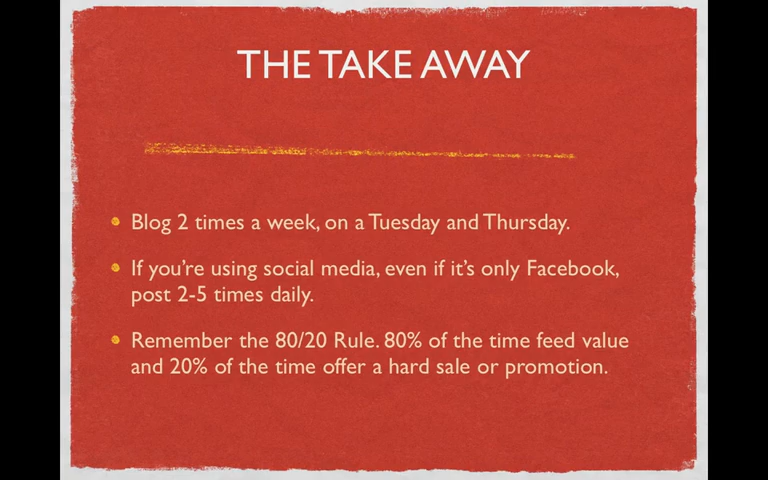 THE TAKE AWAY
Blog 2 times a week, on a Tuesday and Thursday.
If you're using social media, even if it's only Facebook,
post 2-5 times daily.
Remember the 80/20 Rule. 80% of the time feed value
and 20% of the time offer a hard sale or promotion.